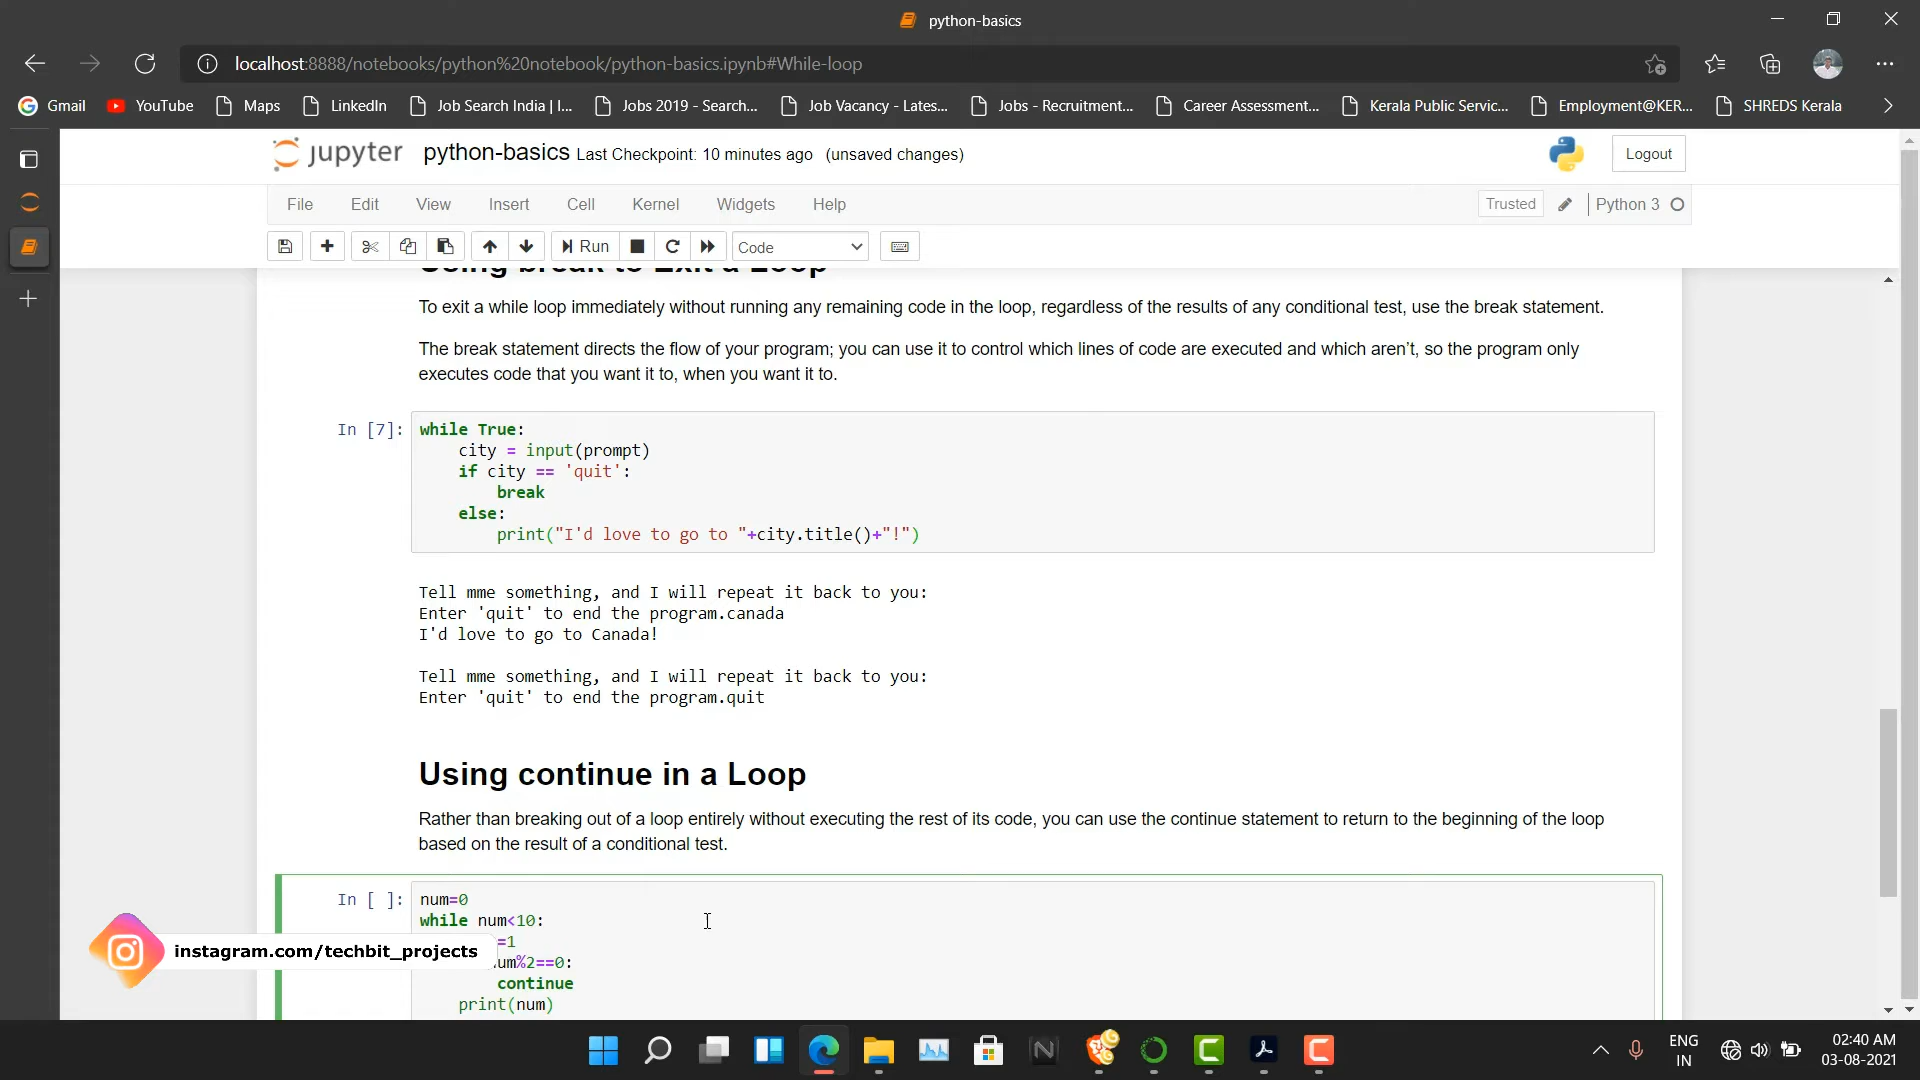 python-basics
localhost:8888/notebooks/python%20notebook/python-basics.ipynb#While-loop
Gmail YouTube Maps LinkedIn Job Search India | I... Jobs 2019 - Search... Job Vacancy - Lates... Jobs - Recruitment... Career Assessment... Kerala Public Servic... Employment@KER... SHREDS Kerala
jupyter python-basics Last Checkpoint: 10 minutes ago (unsaved changes) Logout
File Edit View Insert Cell Kernel Widgets Help Trusted Python 3
Run Code
Using break to Exit a Loop
To exit a while loop immediately without running any remaining code in the loop, regardless of the results of any conditional test, use the break statement.
The break statement directs the flow of your program; you can use it to control which lines of code are executed and which aren't, so the program only
executes code that you want it to, when you want it to.
In [7]: while True:
city = input(prompt)
if city == 'quit':
break
else:
print("I'd love to go to "+city.title()+"!")
Tell mme something, and I will repeat it back to you:
Enter 'quit' to end the program.canada
I'd love to go to Canada!
Tell mme something, and I will repeat it back to you:
Enter 'quit' to end the program.quit
Using continue in a Loop
Rather than breaking out of a loop entirely without executing the rest of its code, you can use the continue statement to return to the beginning of the loop
based on the result of a conditional test.
In [ ]: num=0
while num<10:
=1
um%2==0:
continue
print(num)
instagram.com/techbit_projects
ENG
IN
02:40 AM
03-08-2021